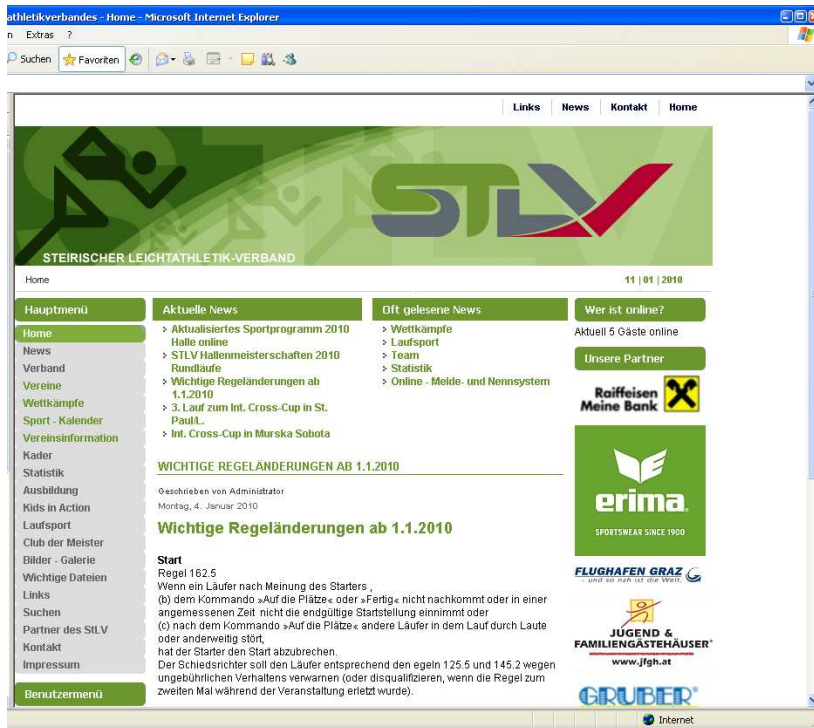 athletikverbandes - Home - Microsoft Internet Explorer
n Extras ?
Suchen Favoriten
Links News Kontakt Home
STLV
STEIRISCHER LEICHTATHLETIK-VERBAND
Home
11 | 01 | 2010
Hauptmenü
Home
News
Verband
Vereine
Wettkämpfe
Sport - Kalender
Vereinsinformation
Kader
Statistik
Ausbildung
Kids in Action
Laufsport
Club der Meister
Bilder - Galerie
Wichtige Dateien
Links
Suchen
Partner des StLV
Kontakt
Impressum
Benutzermenü
Aktuelle News
Aktualisiertes Sportprogramm 2010
Halle online
STLV Hallenmeisterschaften 2010
Rundläufe
Wichtige Regeländerungen ab
1.1.2010
3. Lauf zum Int. Cross-Cup in St.
Paul/L.
Int. Cross-Cup in Murska Sobota
Oft gelesene News
Wettkämpfe
Laufsport
Team
Statistik
Online - Melde- und Nennsystem
WICHTIGE REGELÄNDERUNGEN AB 1.1.2010
Geschrieben von Administrator
Montag, 4. Januar 2010
Wichtige Regeländerungen ab 1.1.2010
Start
Regel 162.5
Wenn ein Läufer nach Meinung des Starters ,
(b) dem Kommando »Auf die Plätze« oder »Fertig« nicht nachkommt oder in einer
angemessenen Zeit nicht die endgültige Startstellung einnimmt oder
(c) nach dem Kommando »Auf die Plätze« andere Läufer in dem Lauf durch Laute
oder anderweitig stört,
hat der Starter den Start abzubrechen.
Der Schiedsrichter soll den Läufer entsprechend den egeln 125.5 und 145.2 wegen
ungebührlichen Verhaltens verwarnen (oder disqualifizieren, wenn die Regel zum
zweiten Mal während der Veranstaltung erletzt wurde).
Wer ist online?
Aktuell 5 Gäste online
Unsere Partner
Raiffeisen
Meine Bank
erima
SPORTSWEAR SINCE 1900
FLUGHAFEN GRAZ
- und so nah ist die Welt.
JUGEND &
FAMILIENGÄSTEHÄUSER
www.jfgh.at
GRUBER
Internet